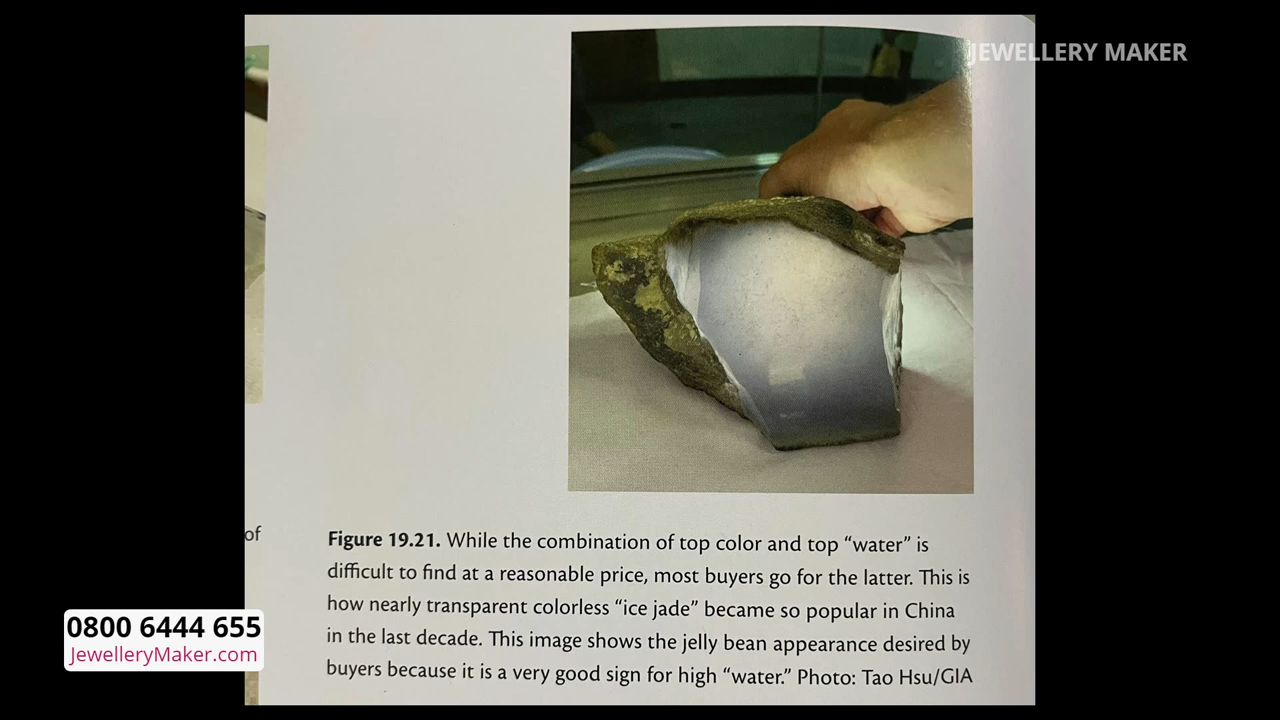 JEWELLERY MAKER
of
Figure 19.21. While the combination of top color and top “water” is
difficult to find at a reasonable price, most buyers go for the latter. This is
how nearly transparent colorless “ice jade” became so popular in China
in the last decade. This image shows the jelly bean appearance desired by
buyers because it is a very good sign for high “water.” Photo: Tao Hsu/GIA
0800 6444 655
JewelleryMaker.com